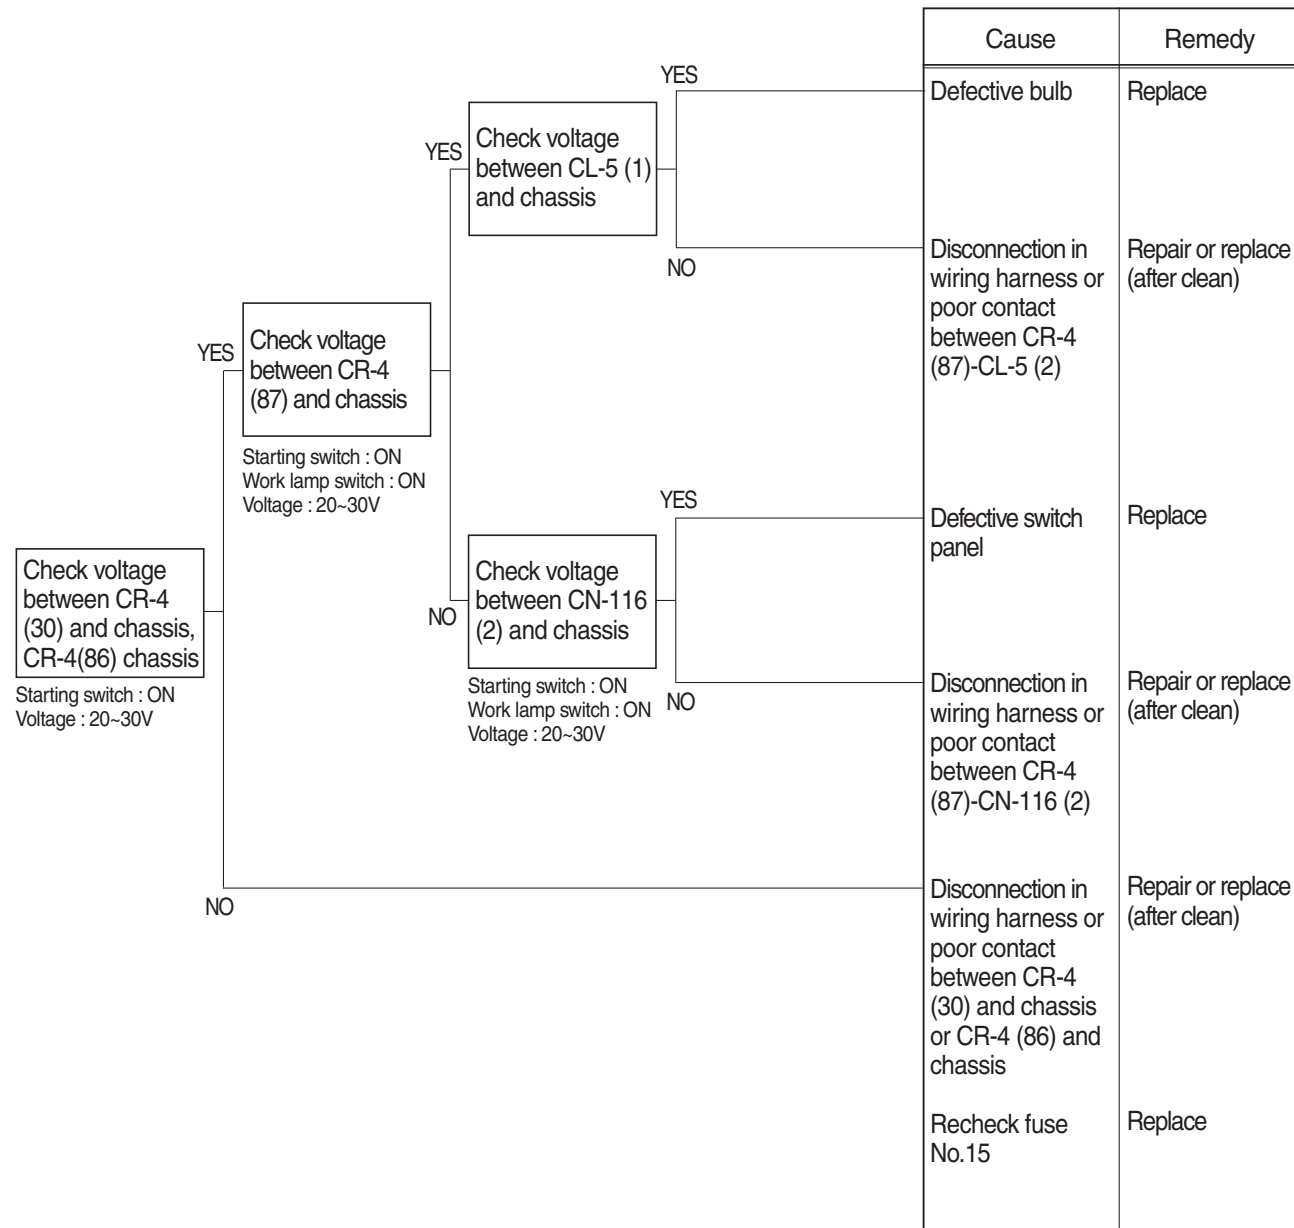 Cause
Remedy
YES
Defective bulb
Replace
Check voltage
between CL-5 (1)
and chassis
YES
NO
Disconnection in
wiring harness or
poor contact
between CR-4
(87)-CL-5 (2)
Repair or replace
(after clean)
YES
Check voltage
between CR-4
(87) and chassis
Starting switch : ON
Work lamp switch : ON
Voltage : 20~30V
YES
Defective switch
panel
Replace
Check voltage
between CR-4
(30) and chassis,
CR-4(86) chassis
Starting switch : ON
Voltage : 20~30V
NO
Check voltage
between CN-116
(2) and chassis
Starting switch : ON
Work lamp switch : ON
Voltage : 20~30V
NO
Disconnection in
wiring harness or
poor contact
between CR-4
(87)-CN-116 (2)
Repair or replace
(after clean)
NO
Disconnection in
wiring harness or
poor contact
between CR-4
(30) and chassis
or CR-4 (86) and
chassis
Repair or replace
(after clean)
Recheck fuse
No.15
Replace